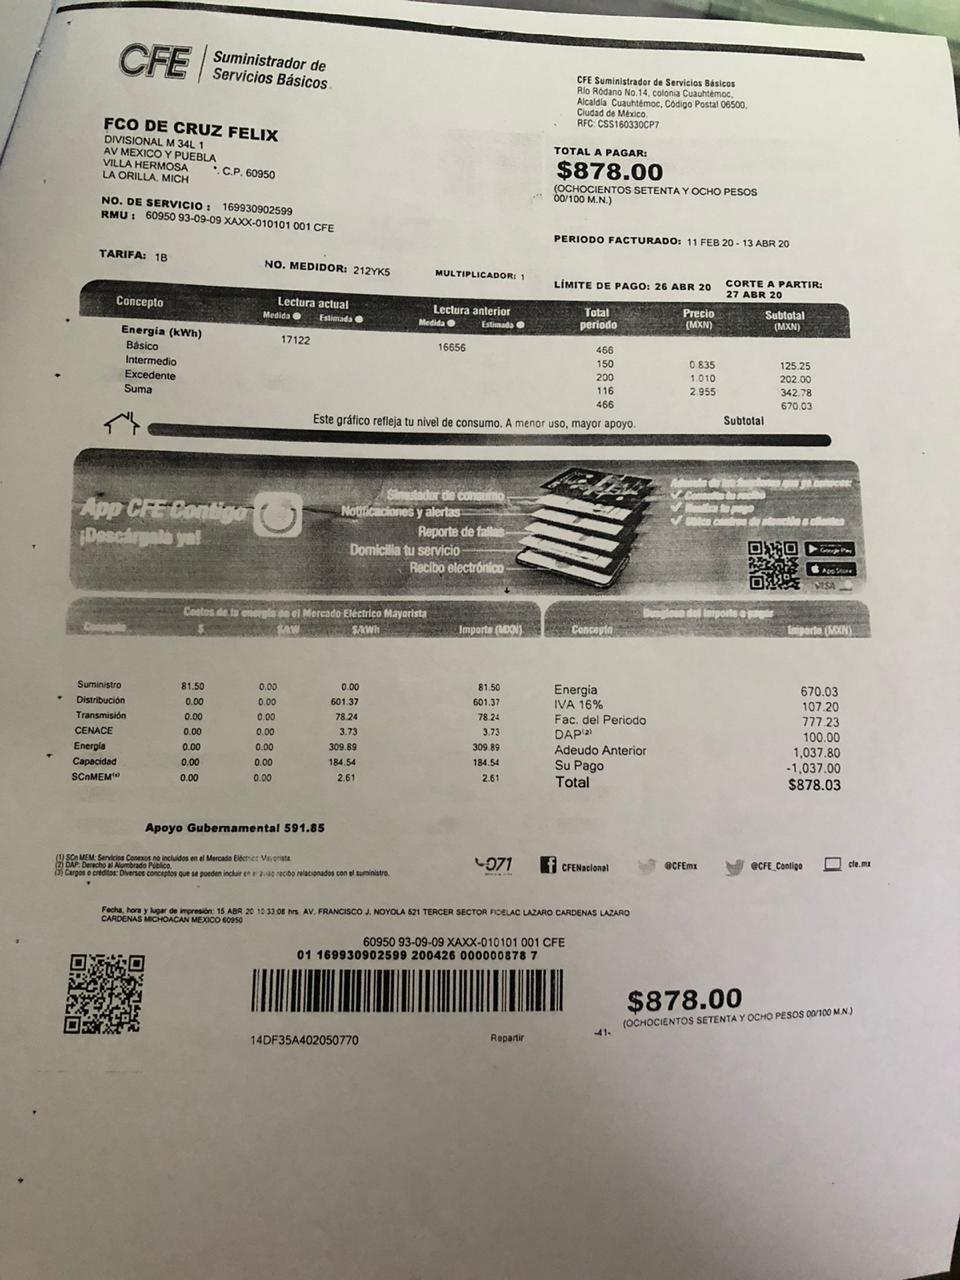 CFE
Suministrador de
Servicios Básicos
CFE Suministrador de Servicios Básicos
Río Ródano No.14, colonia Cuauhtémoc,
Alcaldía Cuauhtémoc, Código Postal 06500,
Ciudad de México.
RFC: CSS160330CP7
FCO DE CRUZ FELIX
DIVISIONAL M 34L 1
AV MEXICO Y PUEBLA
VILLA HERMOSA . C.P. 60950
LA ORILLA, MICH
TOTAL A PAGAR:
$878.00
(OCHOCIENTOS SETENTA Y OCHO PESOS
00/100 M.N.)
NO. DE SERVICIO : 169930902599
RMU : 60950 93-09-09 XAXX-010101 001 CFE
PERIODO FACTURADO: 11 FEB 20 - 13 ABR 20
TARIFA: 1B NO. MEDIDOR: 212YK5 MULTIPLICADOR: 1
LÍMITE DE PAGO: 26 ABR 20 CORTE A PARTIR:
27 ABR 20
Concepto Lectura actual Lectura anterior Total periodo Precio (MXN) Subtotal (MXN)
Medida Estimada Medida Estimada
Energía (kWh) 17122 16656 466
Básico 150 0.835 125.25
Intermedio 200 1.010 202.00
Excedente 116 2.955 342.78
Suma 466 670.03
Este gráfico refleja tu nivel de consumo. A menor uso, mayor apoyo. Subtotal
App CFE Contigo
¡Descárgala ya!
Simulador de consumo
Notificaciones y alertas
Reporte de fallas
Domicilia tu servicio
Recibo electrónico
Además de las funciones que ya conoces:
Consulta tu recibo
Realiza tu pago
Ubica centros de atención a clientes
Google Play
App Store
VISA
Costos de la energía en el Mercado Eléctrico Mayorista
Concepto $ $/kW $/kWh Importe (MXN)
Desglose del importe a pagar
Concepto Importe (MXN)
Suministro 81.50 0.00 0.00 81.50
Distribución 0.00 0.00 601.37 601.37
Transmisión 0.00 0.00 78.24 78.24
CENACE 0.00 0.00 3.73 3.73
Energía 0.00 0.00 309.89 309.89
Capacidad 0.00 0.00 184.54 184.54
SCnMEM(s) 0.00 0.00 2.61 2.61
Energía 670.03
IVA 16% 107.20
Fac. del Periodo 777.23
DAP(2) 100.00
Adeudo Anterior 1,037.80
Su Pago -1,037.00
Total $878.03
Apoyo Gubernamental 591.85
(1) SCn MEM: Servicios Conexos no incluidos en el Mercado Eléctrico Mayorista.
(2) DAP: Derecho al Alumbrado Público.
(3) Cargos o créditos: Diversos conceptos que se pueden incluir en el aviso recibo relacionados con el suministro.
071
CFENacional
@CFEmx
@CFE_Contigo
cfe.mx
Fecha, hora y lugar de impresión: 15 ABR 20 10:33:08 hrs. AV. FRANCISCO J. NOYOLA 521 TERCER SECTOR FIDELAC LAZARO CARDENAS LAZARO
CARDENAS MICHOACAN MEXICO 60950
60950 93-09-09 XAXX-010101 001 CFE
01 169930902599 200426 000000878 7
14DF35A402050770
Repartir
-41-
$878.00
(OCHOCIENTOS SETENTA Y OCHO PESOS 00/100 M.N.)